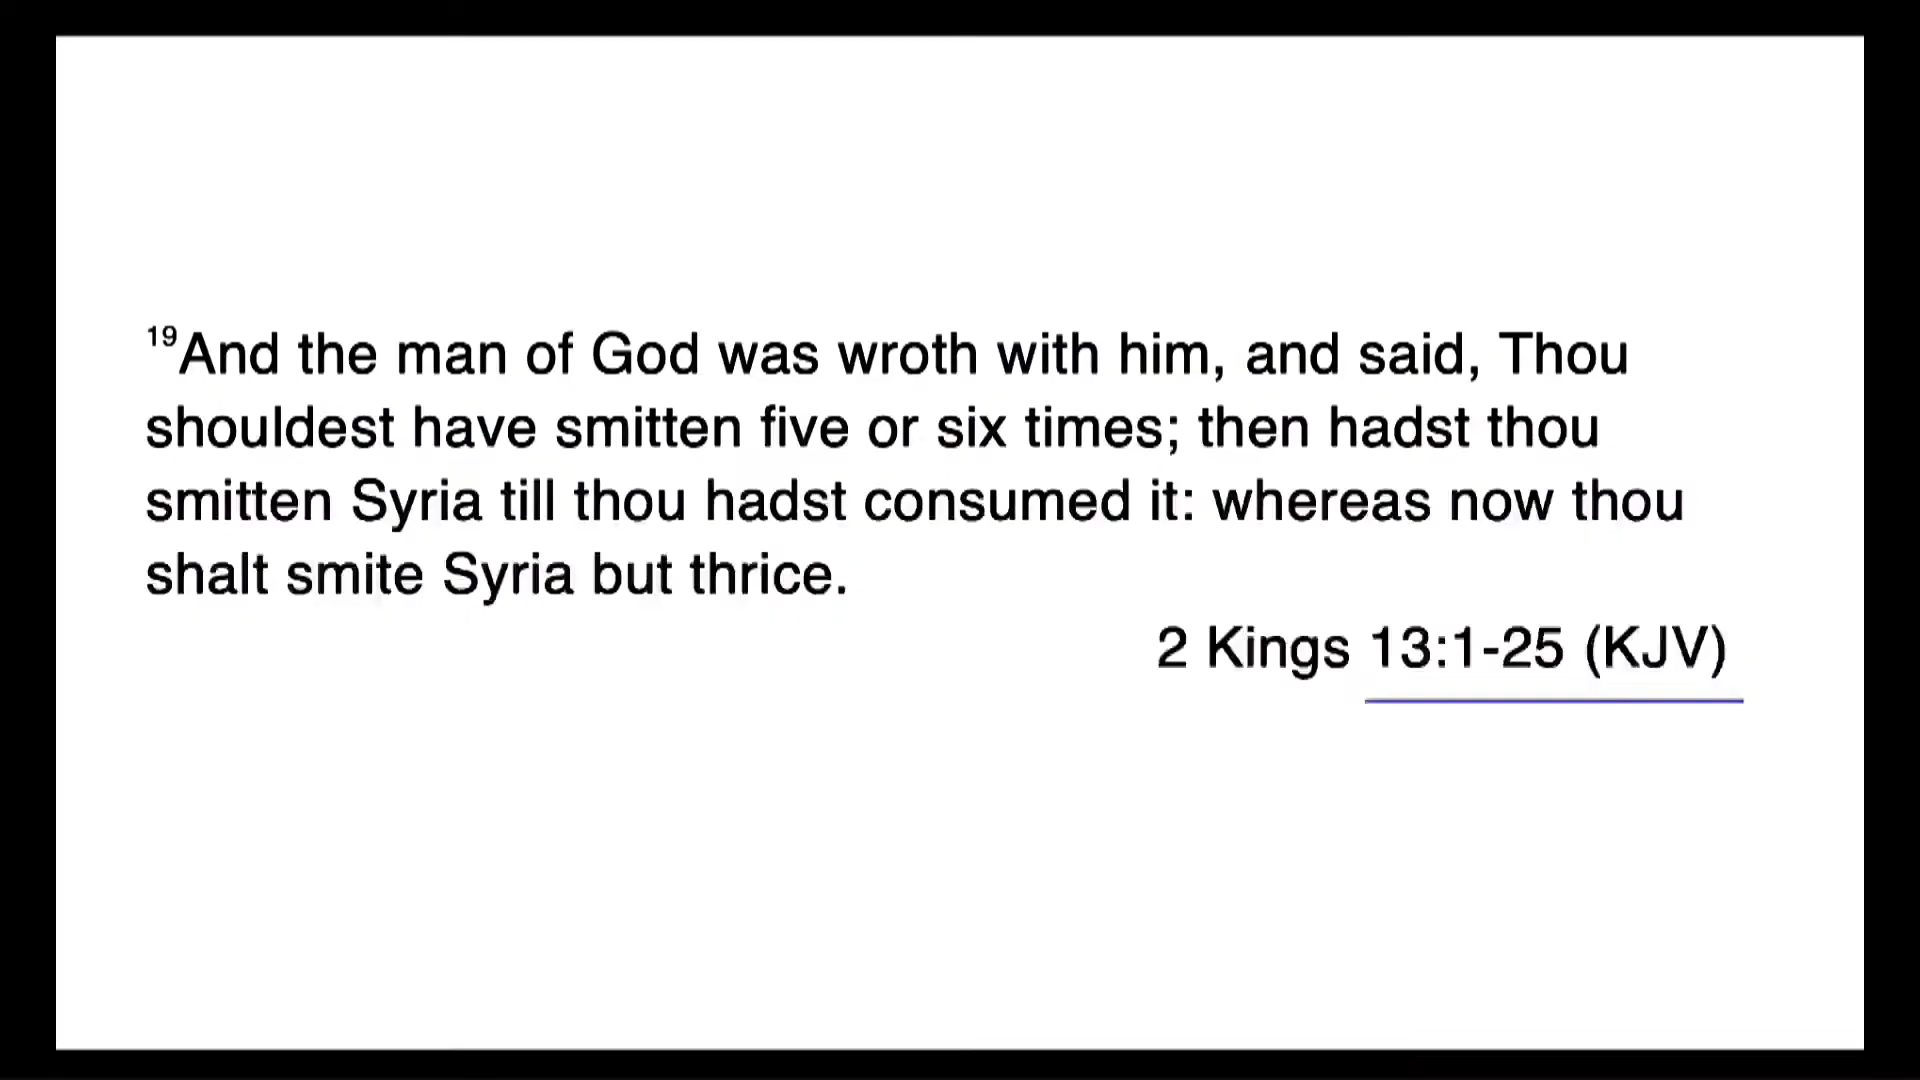 19And the man of God was wroth with him, and said, Thou
shouldest have smitten five or six times; then hadst thou
smitten Syria till thou hadst consumed it: whereas now thou
shalt smite Syria but thrice.
2 Kings 13:1-25 (KJV)